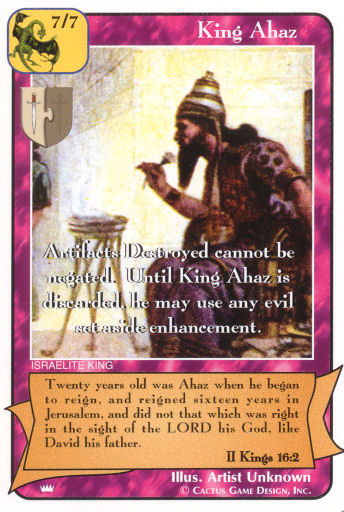 7/7
King Ahaz
Artifacts Destroyed cannot be
negated. Until King Ahaz is
discarded, he may use any evil
set aside enhancement.
ISRAELITE KING
Twenty years old was Ahaz when he began
to reign, and reigned sixteen years in
Jerusalem, and did not that which was right
in the sight of the LORD his God, like
David his father.
II Kings 16:2
Illus. Artist Unknown
© CACTUS GAME DESIGN, INC.